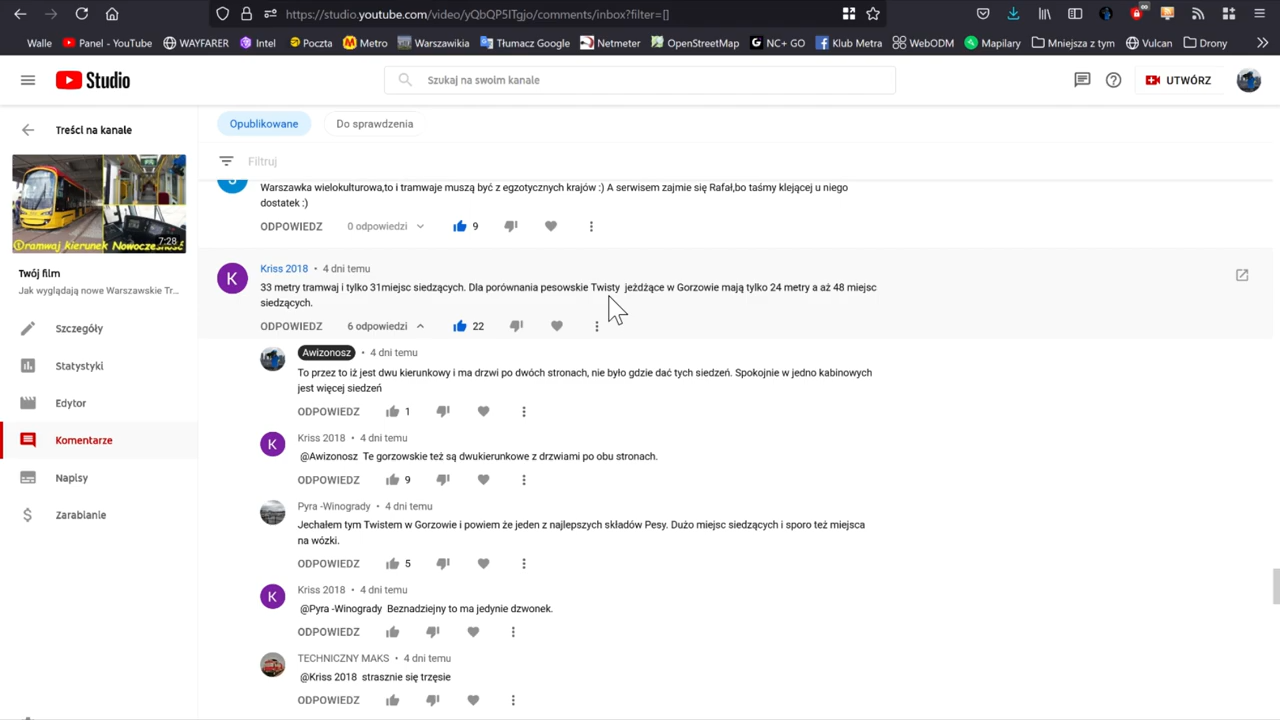 https://studio.youtube.com/video/yQbQP5ITgjo/comments/inbox?filter=[]
Walle Panel - YouTube WAYFARER Intel Poczta Metro Warszawikia Tłumacz Google Netmeter OpenStreetMap NC+ GO Klub Metra WebODM Mapilary Mniejsza z tym Vulcan Drony
Studio
Szukaj na swoim kanale
UTWÓRZ
Treści na kanale
Opublikowane Do sprawdzenia
Filtruj
Tramwaj kierunek Nowoczesność
7:28
Twój film
Jak wyglądają nowe Warszawskie Tr...
Szczegóły
Statystyki
Edytor
Komentarze
Napisy
Zarabianie
Warszawka wielokulturowa,to i tramwaje muszą być z egzotycznych krajów :) A serwisem zajmie się Rafał,bo taśmy klejącej u niego
dostatek :)
ODPOWIEDZ 0 odpowiedzi 9
K
Kriss 2018 • 4 dni temu
33 metry tramwaj i tylko 31miejsc siedzących. Dla porównania pesowskie Twisty jeżdżące w Gorzowie mają tylko 24 metry a aż 48 miejsc
siedzących.
ODPOWIEDZ 6 odpowiedzi 22
Awizonosz • 4 dni temu
To przez to iż jest dwu kierunkowy i ma drzwi po dwóch stronach, nie było gdzie dać tych siedzeń. Spokojnie w jedno kabinowych
jest więcej siedzeń
ODPOWIEDZ 1
K
Kriss 2018 • 4 dni temu
@Awizonosz Te gorzowskie też są dwukierunkowe z drzwiami po obu stronach.
ODPOWIEDZ 9
Pyra -Winogrady • 4 dni temu
Jechałem tym Twistem w Gorzowie i powiem że jeden z najlepszych składów Pesy. Dużo miejsc siedzących i sporo też miejsca
na wózki.
ODPOWIEDZ 5
K
Kriss 2018 • 4 dni temu
@Pyra -Winogrady Beznadziejny to ma jedynie dzwonek.
ODPOWIEDZ
TECHNICZNY MAKS • 4 dni temu
@Kriss 2018 strasznie się trzęsie
ODPOWIEDZ